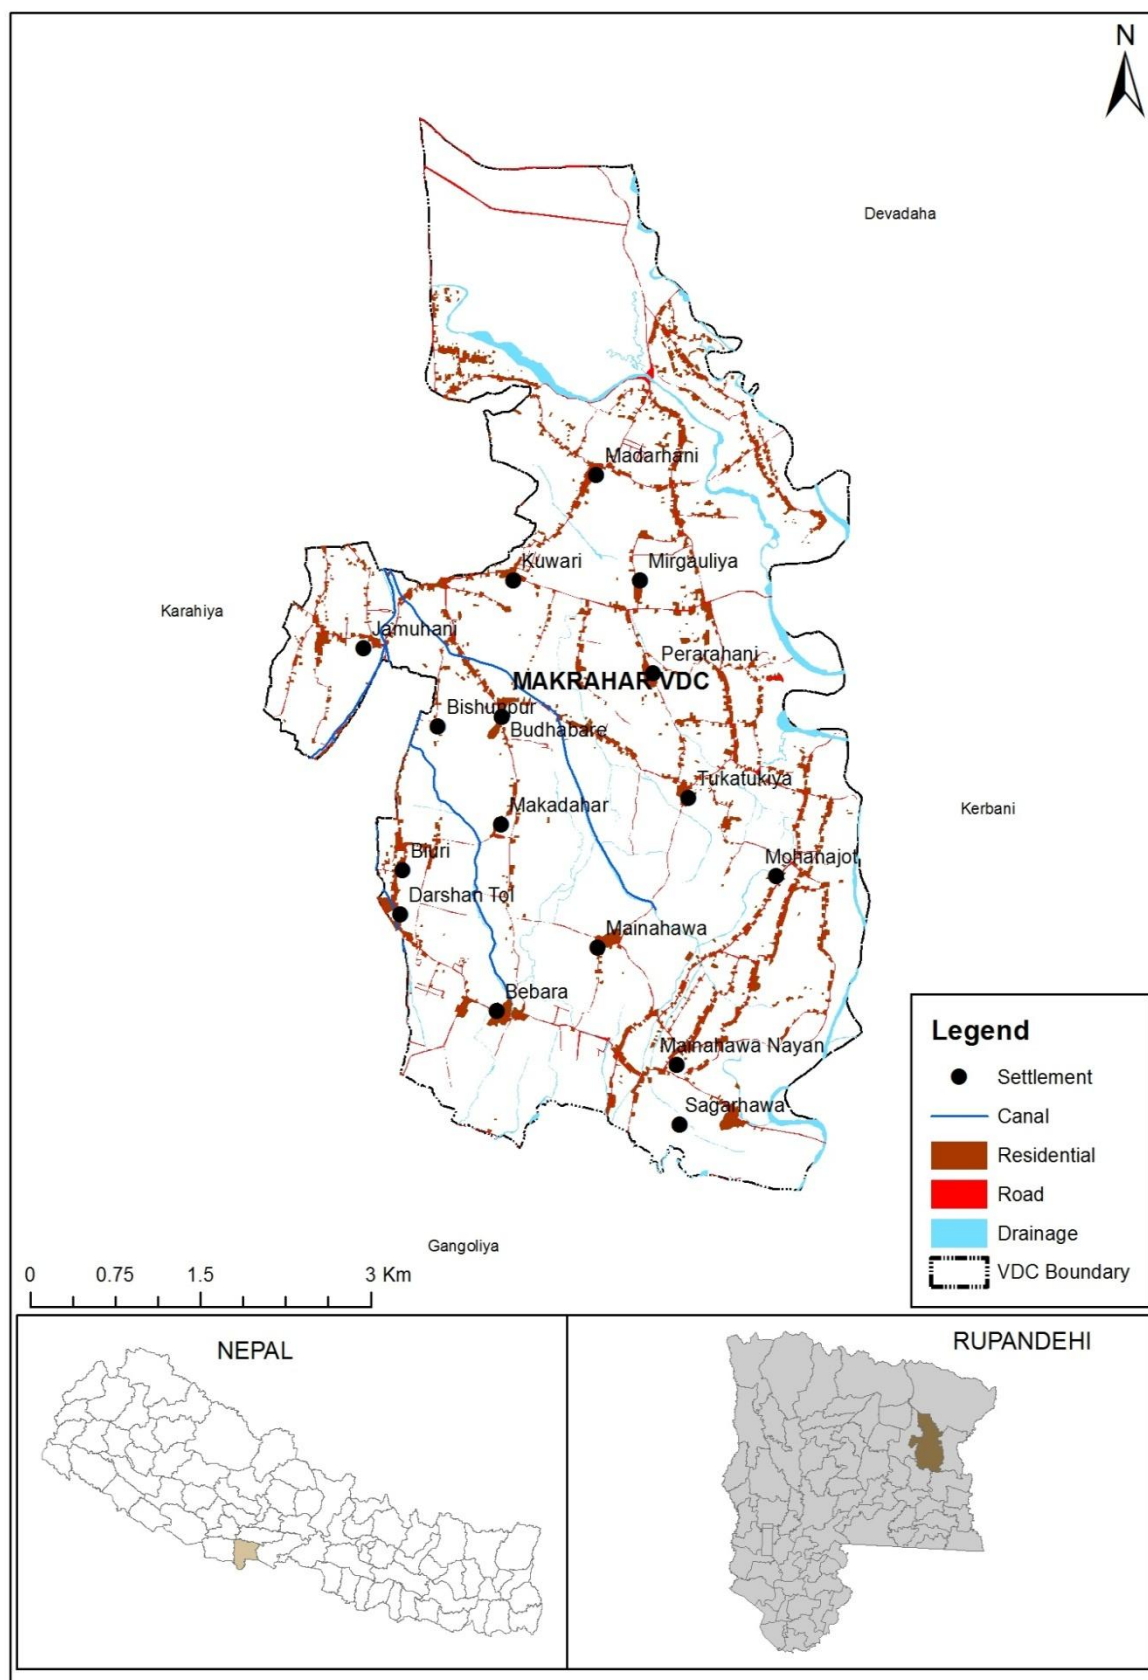 N
Devadaha
Madarhani
Kuwari
Mirgauliya
Karahiya
Jamuhani
Perarahani
MAKRAHAR VDC
Bishunpur
Budhabare
Tukatukiya
Makadahar
Kerbani
Bluri
Mohanajot
Darshan Tol
Mainahawa
Bebara
Mainahawa Nayan
Sagarhawa
Gangoliya
0 0.75 1.5 3 Km
Legend
Settlement
Canal
Residential
Road
Drainage
VDC Boundary
NEPAL
RUPANDEHI